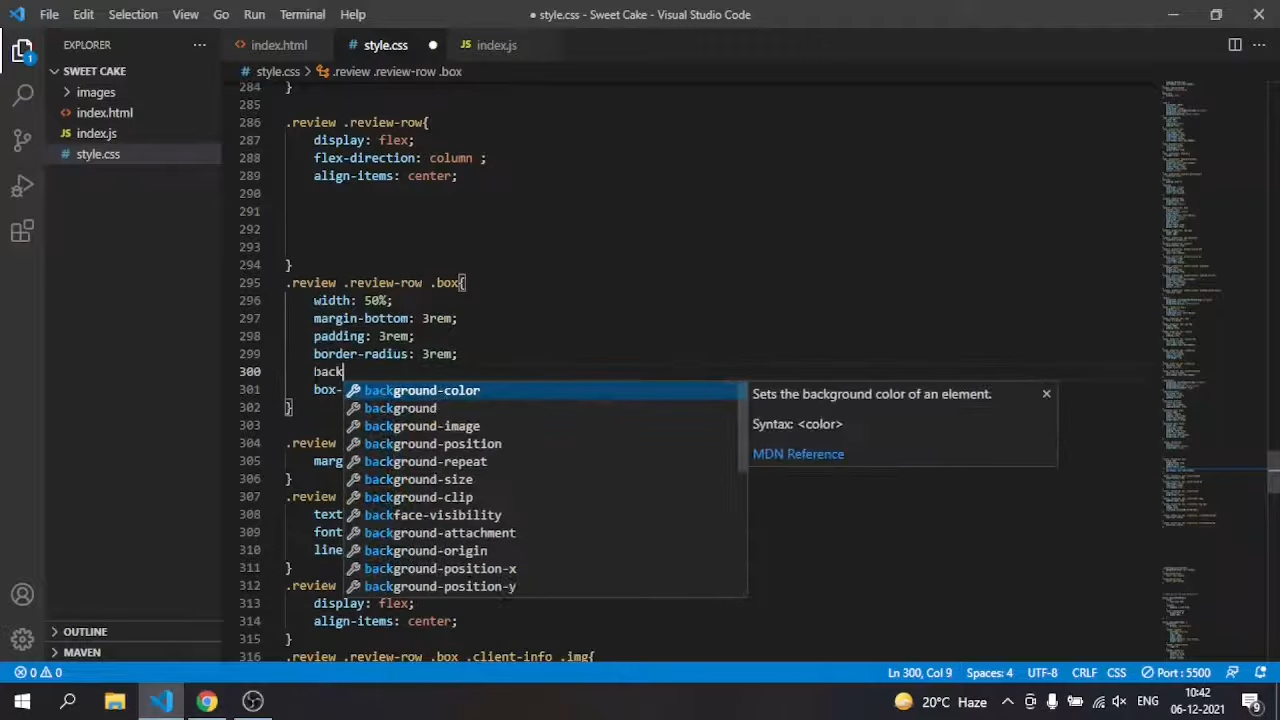 File Edit Selection View Go Run Terminal Help
● style.css - Sweet Cake - Visual Studio Code
EXPLORER
index.html
# style.css
JS index.js
SWEET CAKE
# style.css > .review .review-row .box
images
index.html
JS index.js
# style.css
OUTLINE
MAVEN
284 }
285
286 .review .review-row{
287 display: flex;
288 flex-direction: column ;
289 align-items: center;
290
291
292
293
294 }
295 .review .review-row .box{
296 width: 50%;
297 margin-bottom: 3rem;
298 padding: 3rem;
299 border-radius: 3rem;
300 back
301 box-
302 }
303
304 .review
305 marg
306 }
307 .review
308 text
309 font
310 line
311 }
312 .review
313 display: flex;
314 align-items: center;
315 }
316 .review .review-row .box .client-info img{
background-color
background
background-image
background-position
background-repeat
background-size
background-clip
backface-visibility
background-attachment
background-origin
background-position-x
background-position-y
ets the background color of an element.
Syntax: <color>
MDN Reference
0 0
Ln 300, Col 9
Spaces: 4
UTF-8
CRLF
CSS
Port : 5500
20°C Haze
ENG
10:42
06-12-2021